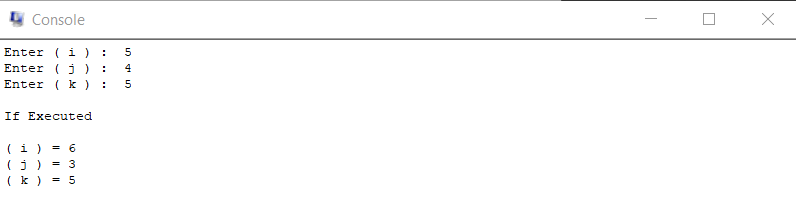 Console
Enter ( i ) :  5
Enter ( j ) :  4
Enter ( k ) :  5
If Executed
( i ) = 6
( j ) = 3
( k ) = 5